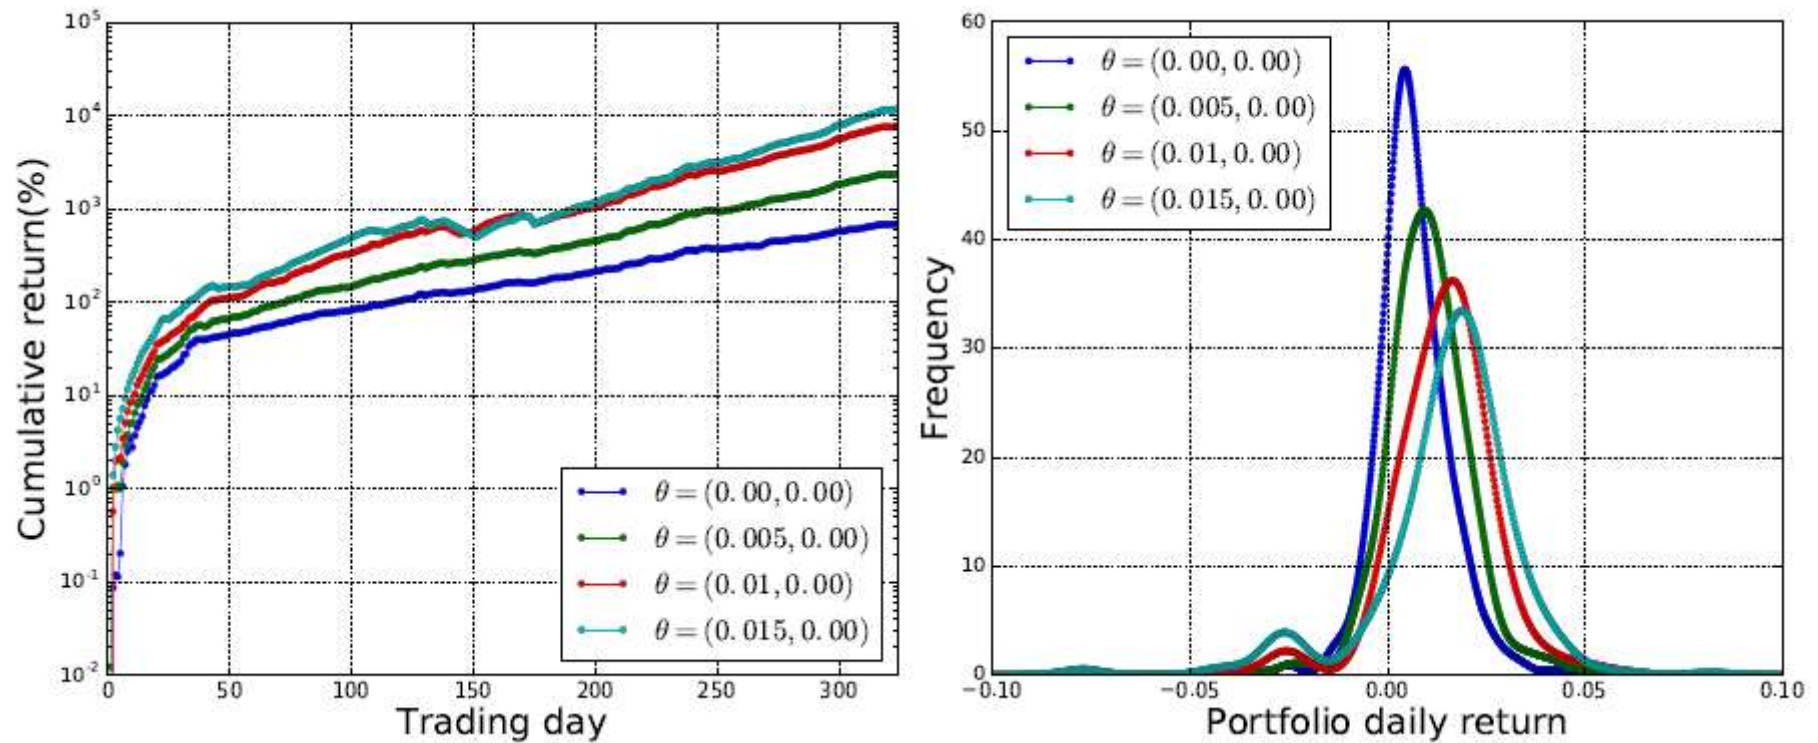 10^5
10^4
10^3
10^2
10^1
10^0
10^-1
10^-2
Cumulative return(%)
θ = (0.00, 0.00)
θ = (0.005, 0.00)
θ = (0.01, 0.00)
θ = (0.015, 0.00)
0 50 100 150 200 250 300
Trading day
60
50
40
30
20
10
0
Frequency
θ = (0.00, 0.00)
θ = (0.005, 0.00)
θ = (0.01, 0.00)
θ = (0.015, 0.00)
−0.10 −0.05 0.00 0.05 0.10
Portfolio daily return